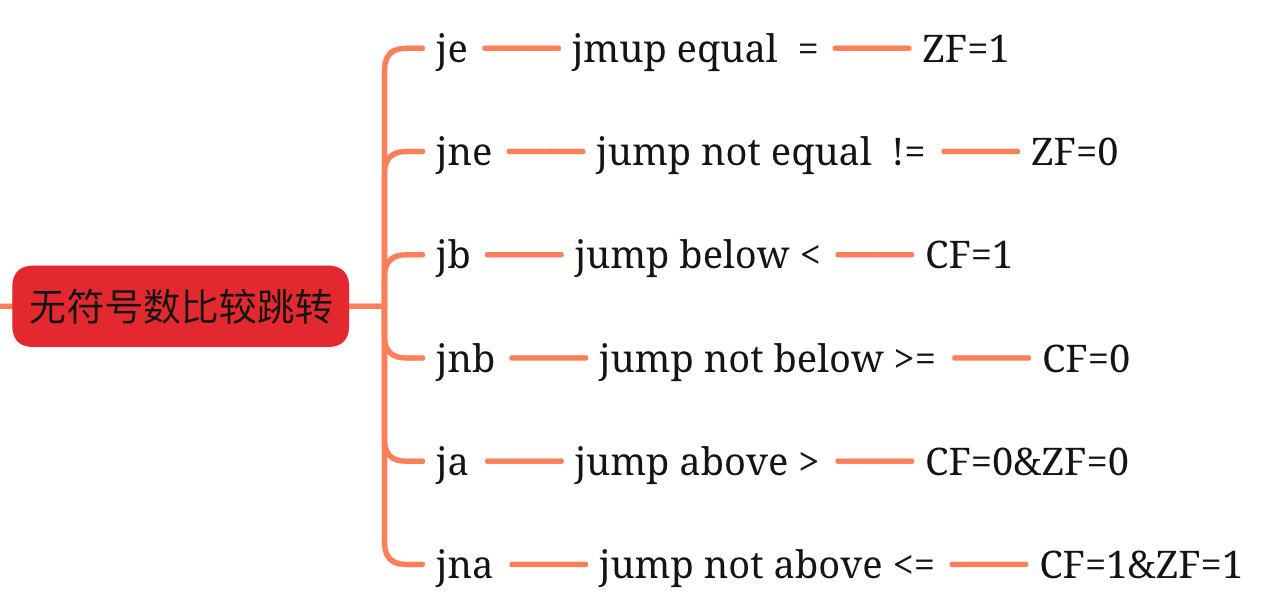 无符号数比较跳转
je jmup equal = ZF=1
jne jump not equal != ZF=0
jb jump below < CF=1
jnb jump not below >= CF=0
ja jump above > CF=0&ZF=0
jna jump not above <= CF=1&ZF=1